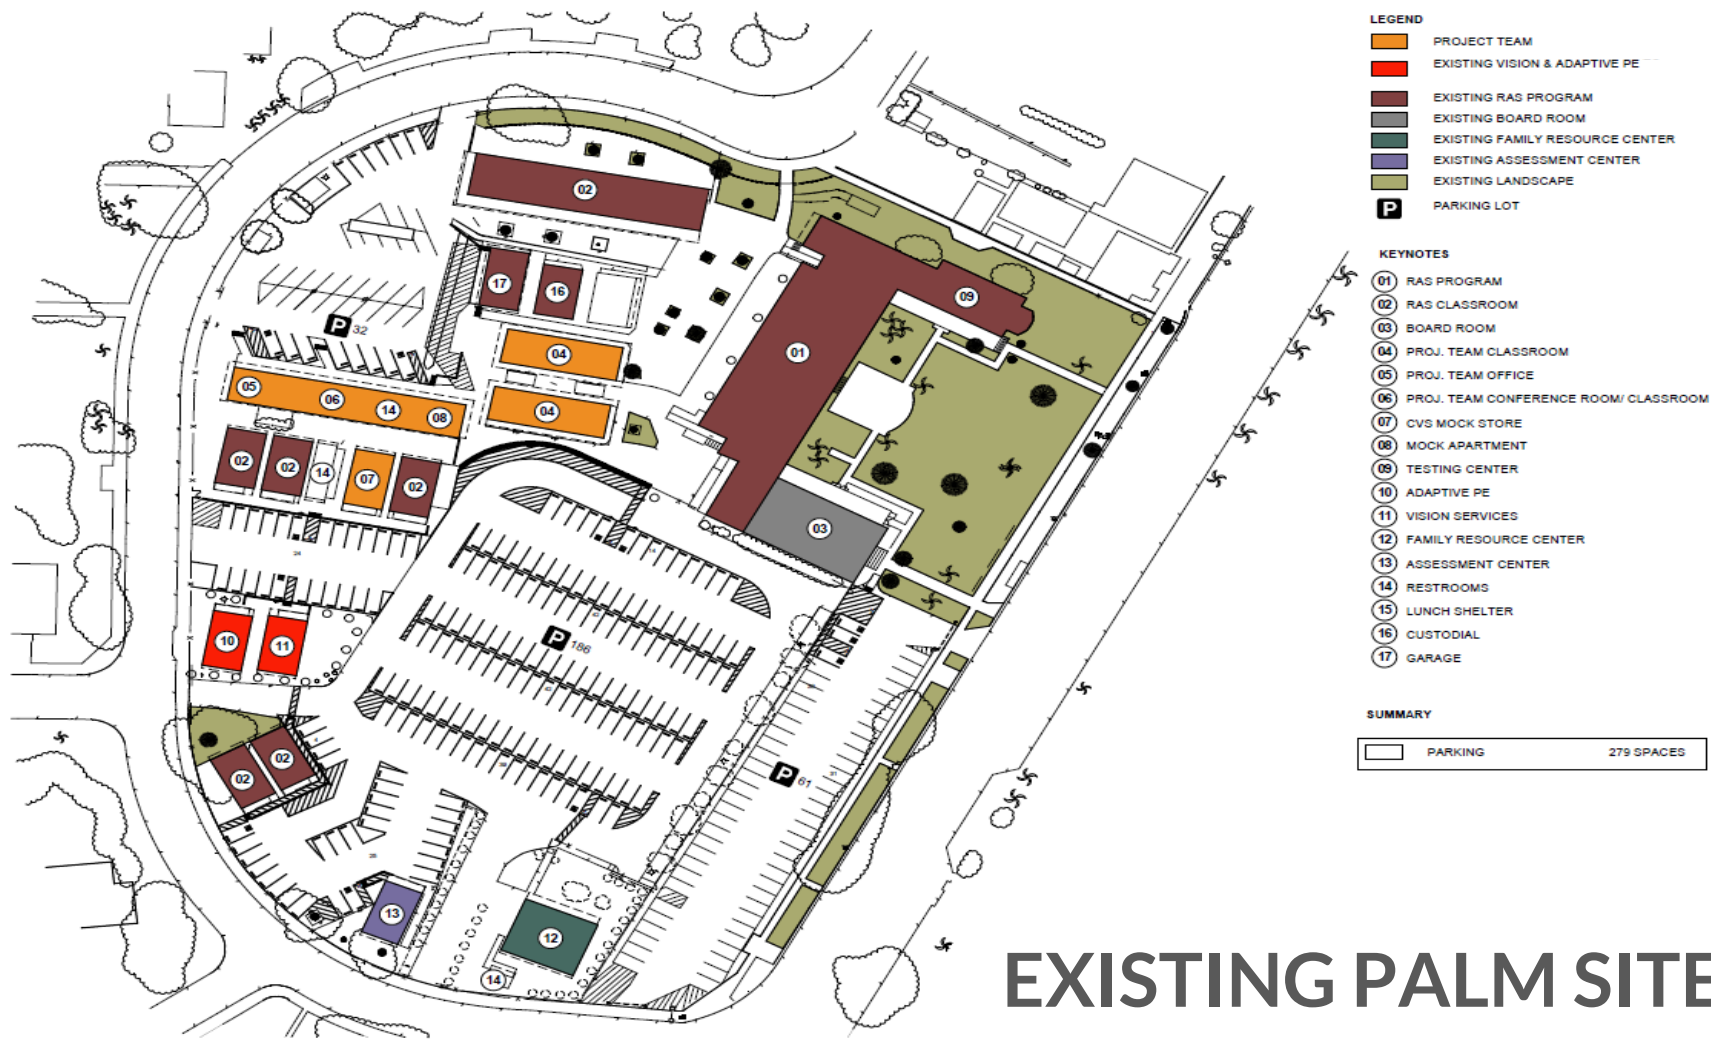 LEGEND
PROJECT TEAM
EXISTING VISION & ADAPTIVE PE
EXISTING RAS PROGRAM
EXISTING BOARD ROOM
EXISTING FAMILY RESOURCE CENTER
EXISTING ASSESSMENT CENTER
EXISTING LANDSCAPE
P PARKING LOT
KEYNOTES
01 RAS PROGRAM
02 RAS CLASSROOM
03 BOARD ROOM
04 PROJ. TEAM CLASSROOM
05 PROJ. TEAM OFFICE
06 PROJ. TEAM CONFERENCE ROOM/ CLASSROOM
07 CVS MOCK STORE
08 MOCK APARTMENT
09 TESTING CENTER
10 ADAPTIVE PE
11 VISION SERVICES
12 FAMILY RESOURCE CENTER
13 ASSESSMENT CENTER
14 RESTROOMS
15 LUNCH SHELTER
16 CUSTODIAL
17 GARAGE
SUMMARY
PARKING 279 SPACES
02
17
16
09
P 32
04
01
05
06
14
08
04
02
02
14
07
02
03
24
14
10
11
P 186
02
02
P 61
13
12
14
EXISTING PALM SITE